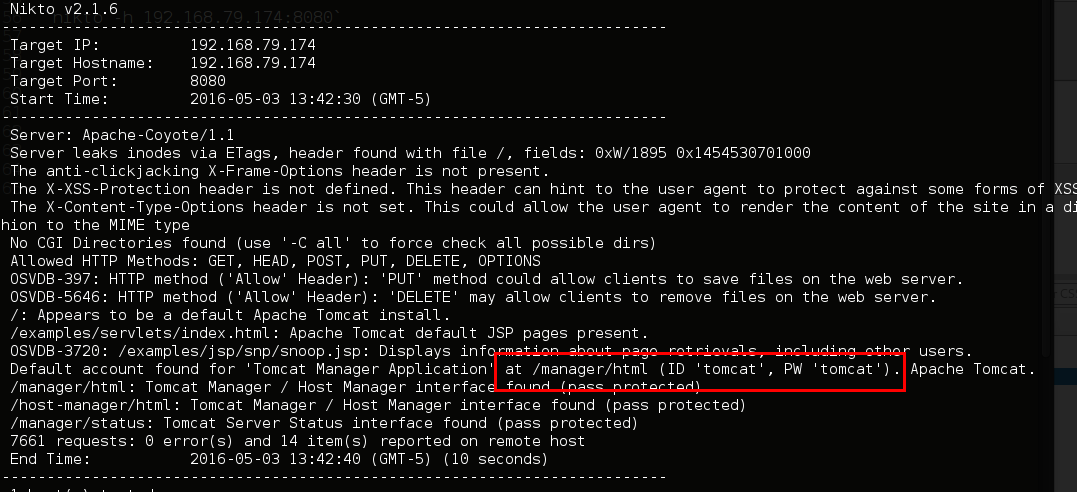 nikto -h 192.168.79.174:8080`
Nikto v2.1.6
---------------------------------------------------------------------------
Target IP: 192.168.79.174
Target Hostname: 192.168.79.174
Target Port: 8080
Start Time: 2016-05-03 13:42:30 (GMT-5)
---------------------------------------------------------------------------
Server: Apache-Coyote/1.1
Server leaks inodes via ETags, header found with file /, fields: 0xW/1895 0x1454530701000
The anti-clickjacking X-Frame-Options header is not present.
The X-XSS-Protection header is not defined. This header can hint to the user agent to protect against some forms of XSS
The X-Content-Type-Options header is not set. This could allow the user agent to render the content of the site in a di
hion to the MIME type
No CGI Directories found (use '-C all' to force check all possible dirs)
Allowed HTTP Methods: GET, HEAD, POST, PUT, DELETE, OPTIONS
OSVDB-397: HTTP method ('Allow' Header): 'PUT' method could allow clients to save files on the web server.
OSVDB-5646: HTTP method ('Allow' Header): 'DELETE' may allow clients to remove files on the web server.
/: Appears to be a default Apache Tomcat install.
/examples/servlets/index.html: Apache Tomcat default JSP pages present.
OSVDB-3720: /examples/jsp/snp/snoop.jsp: Displays information about page retrievals, including other users.
Default account found for 'Tomcat Manager Application' at /manager/html (ID 'tomcat', PW 'tomcat'). Apache Tomcat.
/manager/html: Tomcat Manager / Host Manager interface found (pass protected)
/host-manager/html: Tomcat Manager / Host Manager interface found (pass protected)
/manager/status: Tomcat Server Status interface found (pass protected)
7661 requests: 0 error(s) and 14 item(s) reported on remote host
End Time: 2016-05-03 13:42:40 (GMT-5) (10 seconds)
---------------------------------------------------------------------------